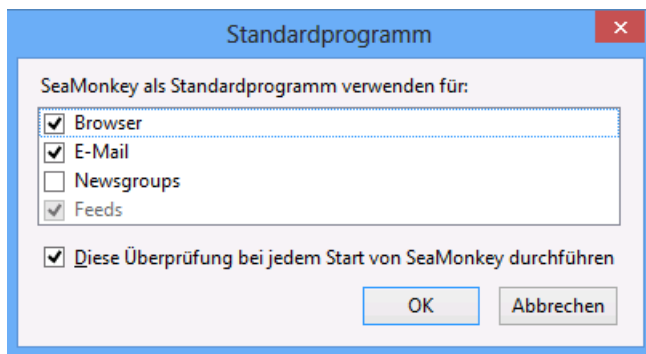 Standardprogramm
SeaMonkey als Standardprogramm verwenden für:
Browser
E-Mail
Newsgroups
Feeds
Diese Überprüfung bei jedem Start von SeaMonkey durchführen
OK
Abbrechen